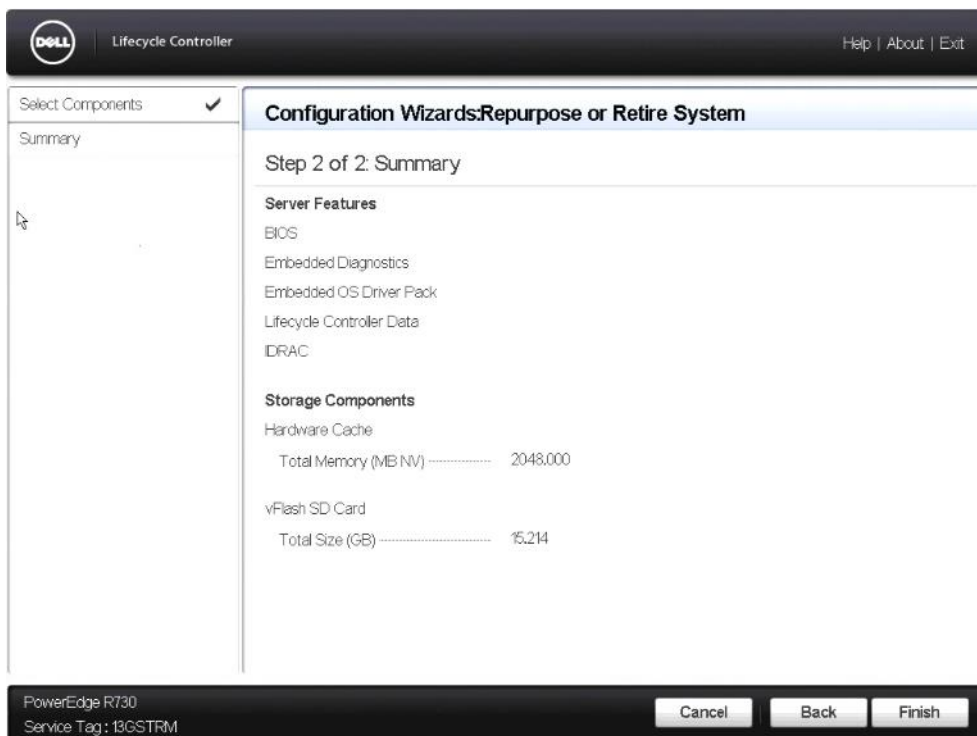 DELL
Lifecycle Controller
Help | About | Exit
Select Components
Summary
Configuration Wizards:Repurpose or Retire System
Step 2 of 2: Summary
Server Features
BIOS
Embedded Diagnostics
Embedded OS Driver Pack
Lifecycle Controller Data
iDRAC
Storage Components
Hardware Cache
Total Memory (MB NV) 2048.000
vFlash SD Card
Total Size (GB) 15.214
PowerEdge R730
Service Tag : 13GSTRM
Cancel
Back
Finish